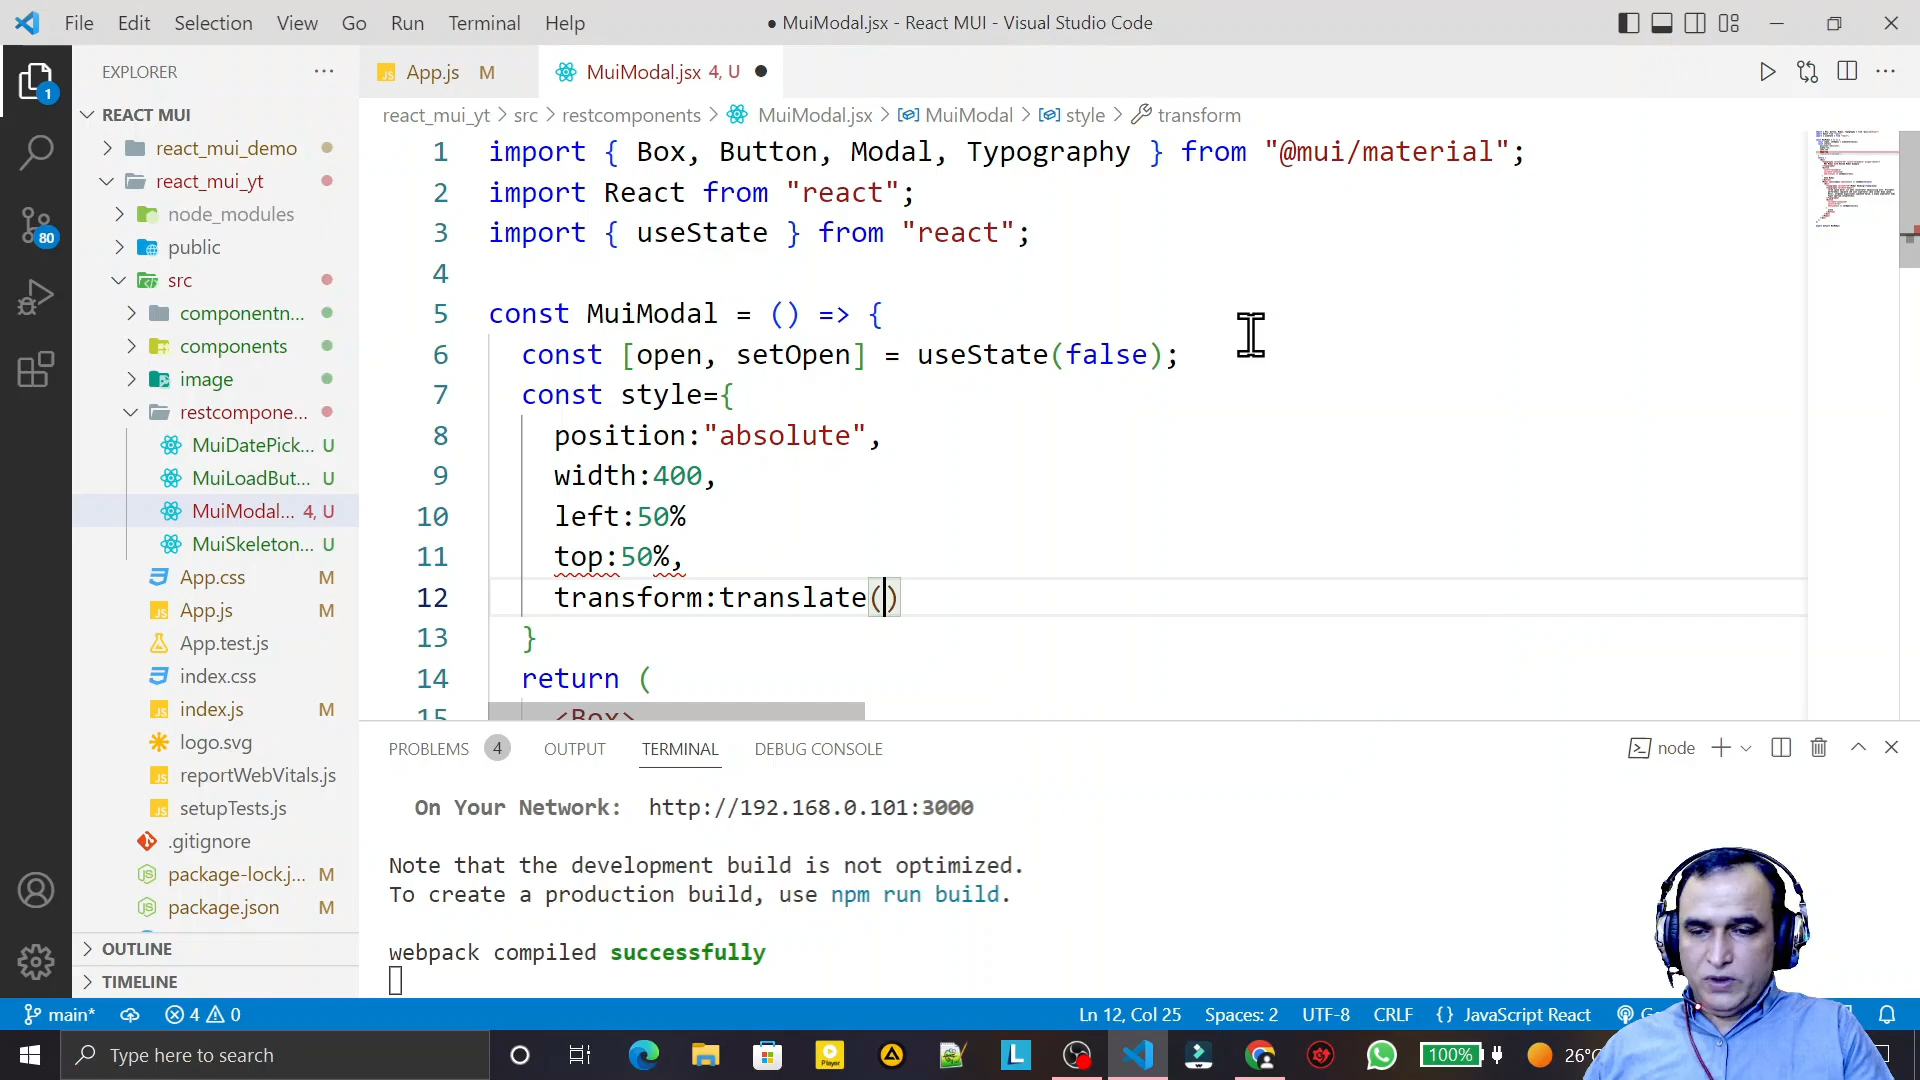 File Edit Selection View Go Run Terminal Help
● MuiModal.jsx - React MUI - Visual Studio Code
EXPLORER
App.js M
MuiModal.jsx 4, U
REACT MUI
react_mui_yt > src > restcomponents > MuiModal.jsx > MuiModal > style > transform
react_mui_demo
react_mui_yt
node_modules
public
src
componentn...
components
image
restcompone...
MuiDatePick... U
MuiLoadBut... U
MuiModal... 4, U
MuiSkeleton... U
App.css M
App.js M
App.test.js
index.css
index.js M
logo.svg
reportWebVitals.js
setupTests.js
.gitignore
package-lock.j... M
package.json M
OUTLINE
TIMELINE
1
80
1 import { Box, Button, Modal, Typography } from "@mui/material";
2 import React from "react";
3 import { useState } from "react";
4
5 const MuiModal = () => {
6 const [open, setOpen] = useState(false);
7 const style={
8 position:"absolute",
9 width:400,
10 left:50%
11 top:50%,
12 transform:translate()
13 }
14 return (
15 <Box>
PROBLEMS 4 OUTPUT TERMINAL DEBUG CONSOLE
node
On Your Network: http://192.168.0.101:3000
Note that the development build is not optimized.
To create a production build, use npm run build.
webpack compiled successfully
main* 4 0
Ln 12, Col 25 Spaces: 2 UTF-8 CRLF {} JavaScript React
Type here to search
100%
26°